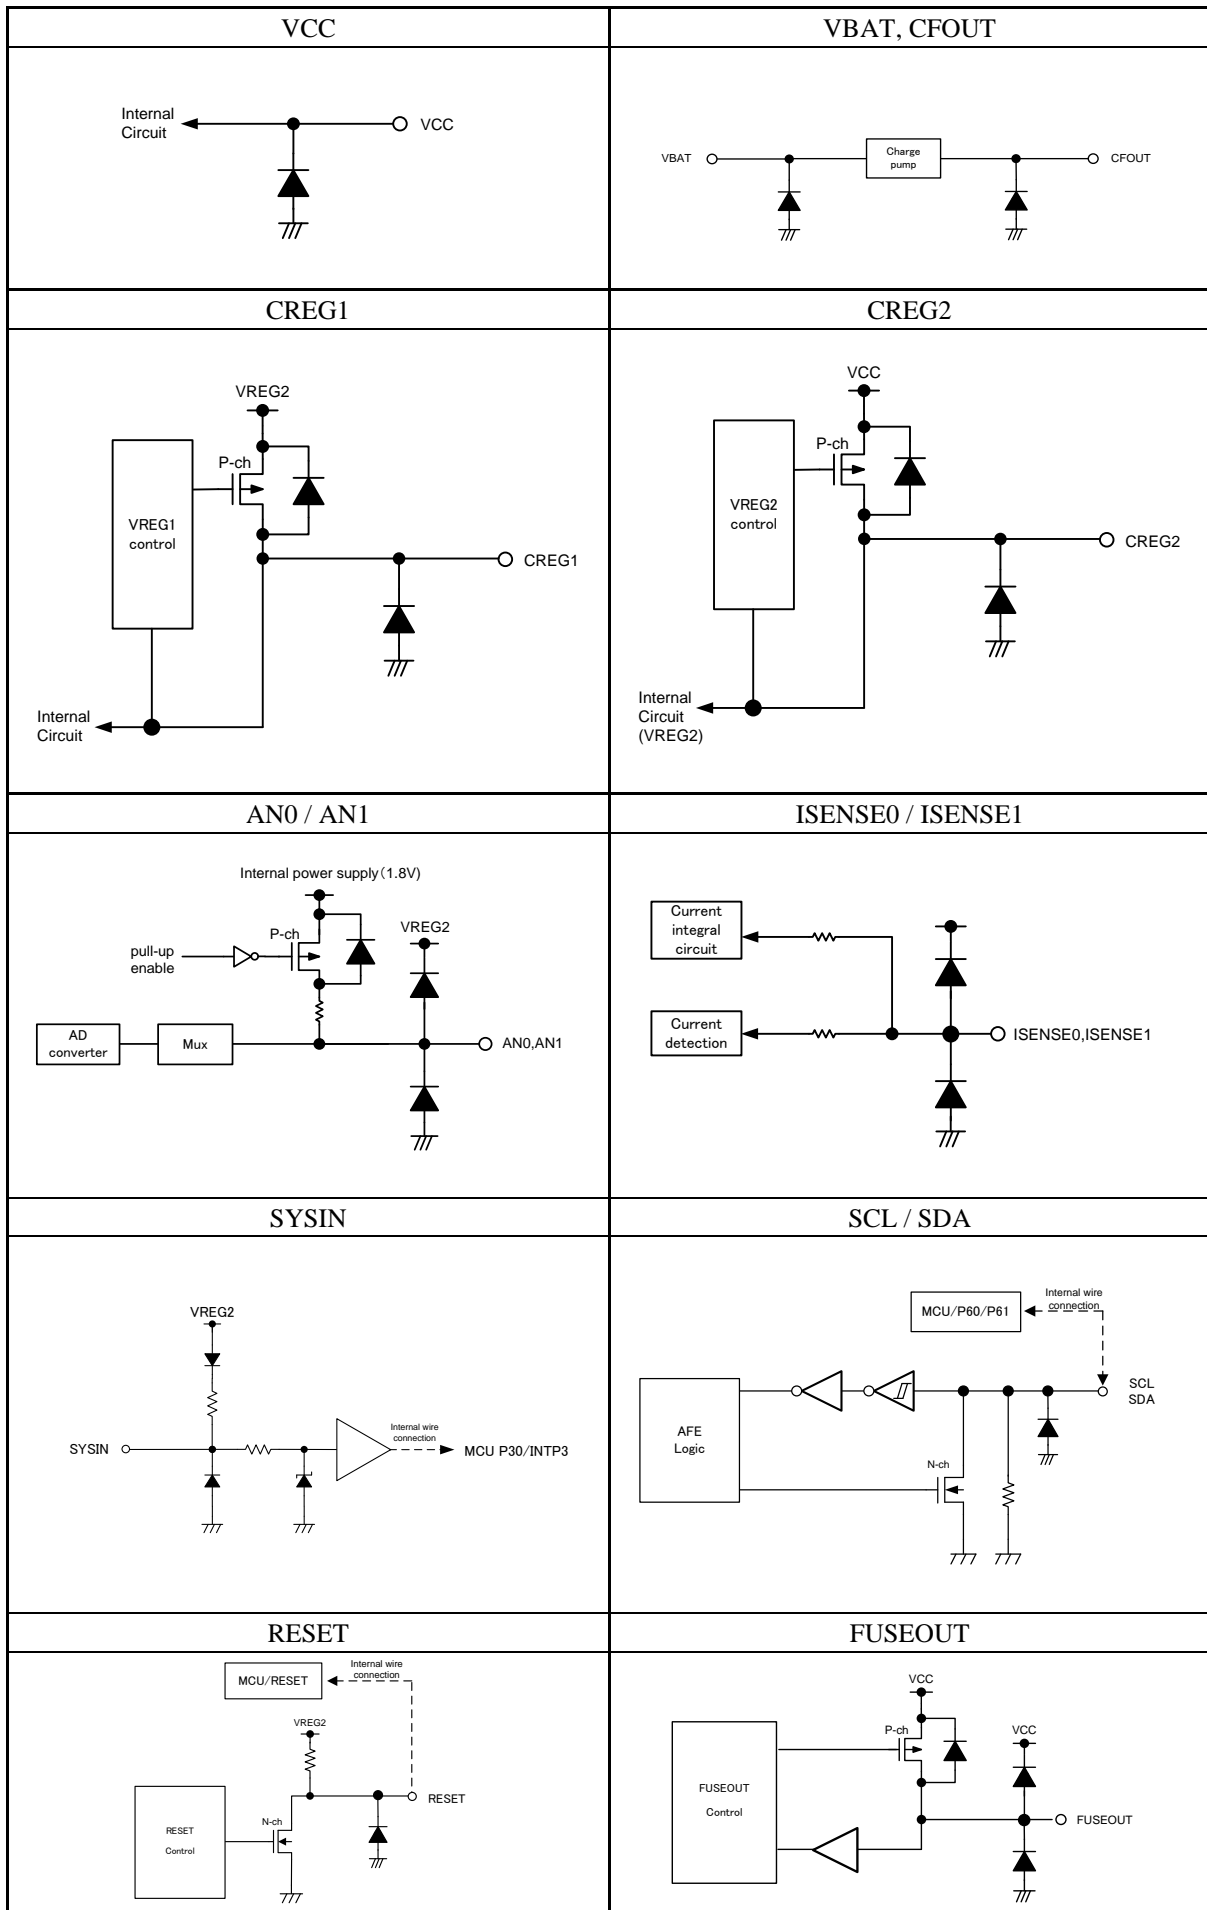 VCC
VBAT, CFOUT
Internal
Circuit
VCC
VBAT
Charge
pump
CFOUT
CREG1
CREG2
VREG2
P-ch
VREG1
control
CREG1
Internal
Circuit
VCC
P-ch
VREG2
control
CREG2
Internal
Circuit
(VREG2)
AN0 / AN1
ISENSE0 / ISENSE1
Internal power supply(1.8V)
P-ch
VREG2
pull-up
enable
AD
converter
Mux
AN0,AN1
Current
integral
circuit
Current
detection
ISENSE0,ISENSE1
SYSIN
SCL / SDA
VREG2
SYSIN
Internal wire
connection
MCU P30/INTP3
MCU/P60/P61
Internal wire
connection
SCL
SDA
AFE
Logic
N-ch
RESET
FUSEOUT
MCU/RESET
Internal wire
connection
VREG2
RESET
N-ch
RESET
Control
VCC
P-ch
VCC
FUSEOUT
Control
FUSEOUT